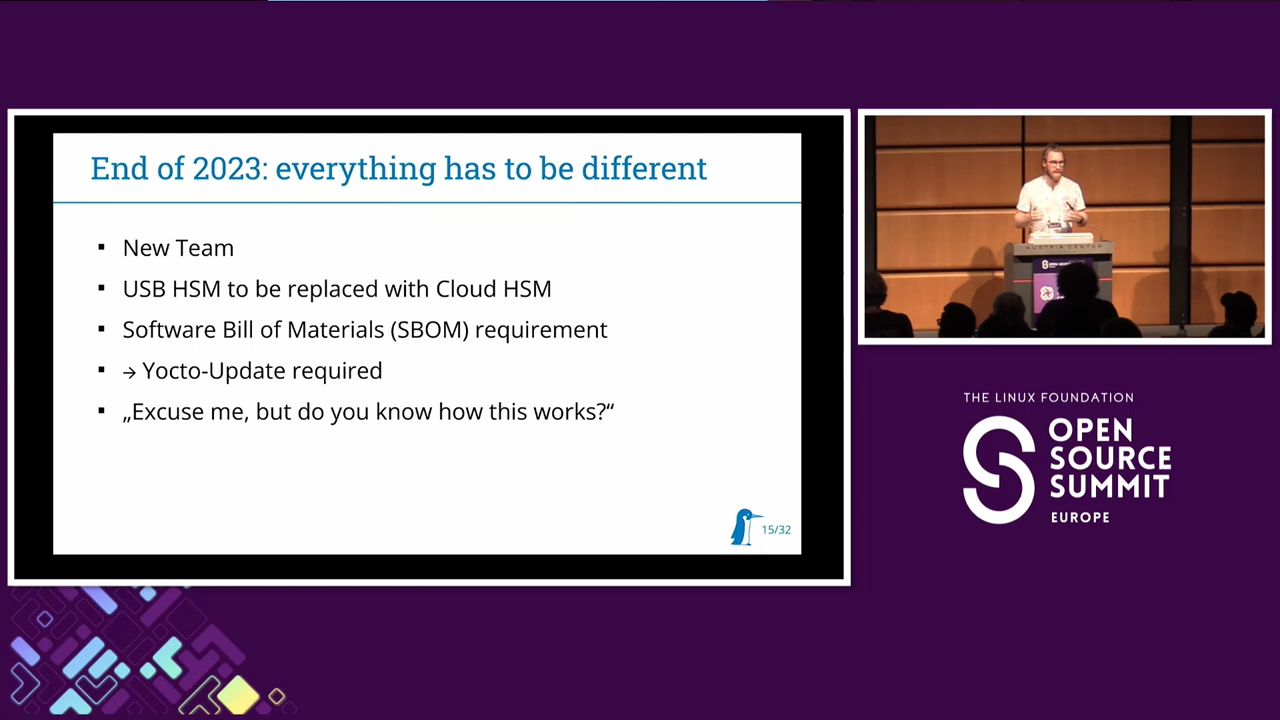 End of 2023: everything has to be different
▪ New Team
▪ USB HSM to be replaced with Cloud HSM
▪ Software Bill of Materials (SBOM) requirement
▪ → Yocto-Update required
▪ „Excuse me, but do you know how this works?“
15/32
AUSTRIA CENTER
THE LINUX FOUNDATION
OPEN
SOURCE
SUMMIT
EUROPE